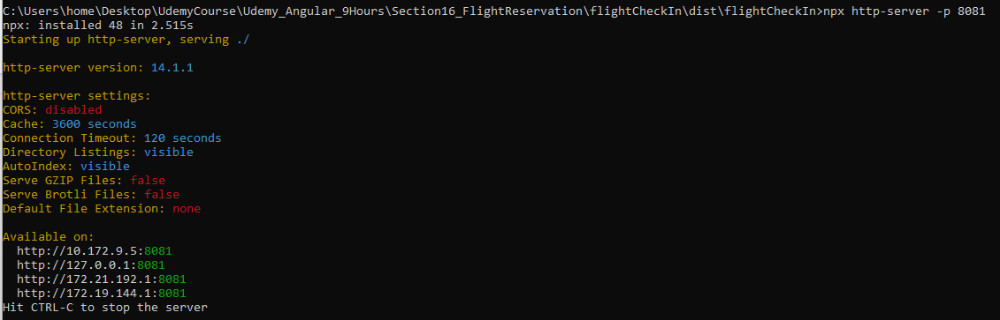 C:\Users\home\Desktop\UdemyCourse\Udemy_Angular_9Hours\Section16_FlightReservation\flightCheckIn\dist\flightCheckIn>npx http-server -p 8081
npx: installed 48 in 2.515s
Starting up http-server, serving ./
http-server version: 14.1.1
http-server settings:
CORS: disabled
Cache: 3600 seconds
Connection Timeout: 120 seconds
Directory Listings: visible
AutoIndex: visible
Serve GZIP Files: false
Serve Brotli Files: false
Default File Extension: none
Available on:
http://10.172.9.5:8081
http://127.0.0.1:8081
http://172.21.192.1:8081
http://172.19.144.1:8081
Hit CTRL-C to stop the server